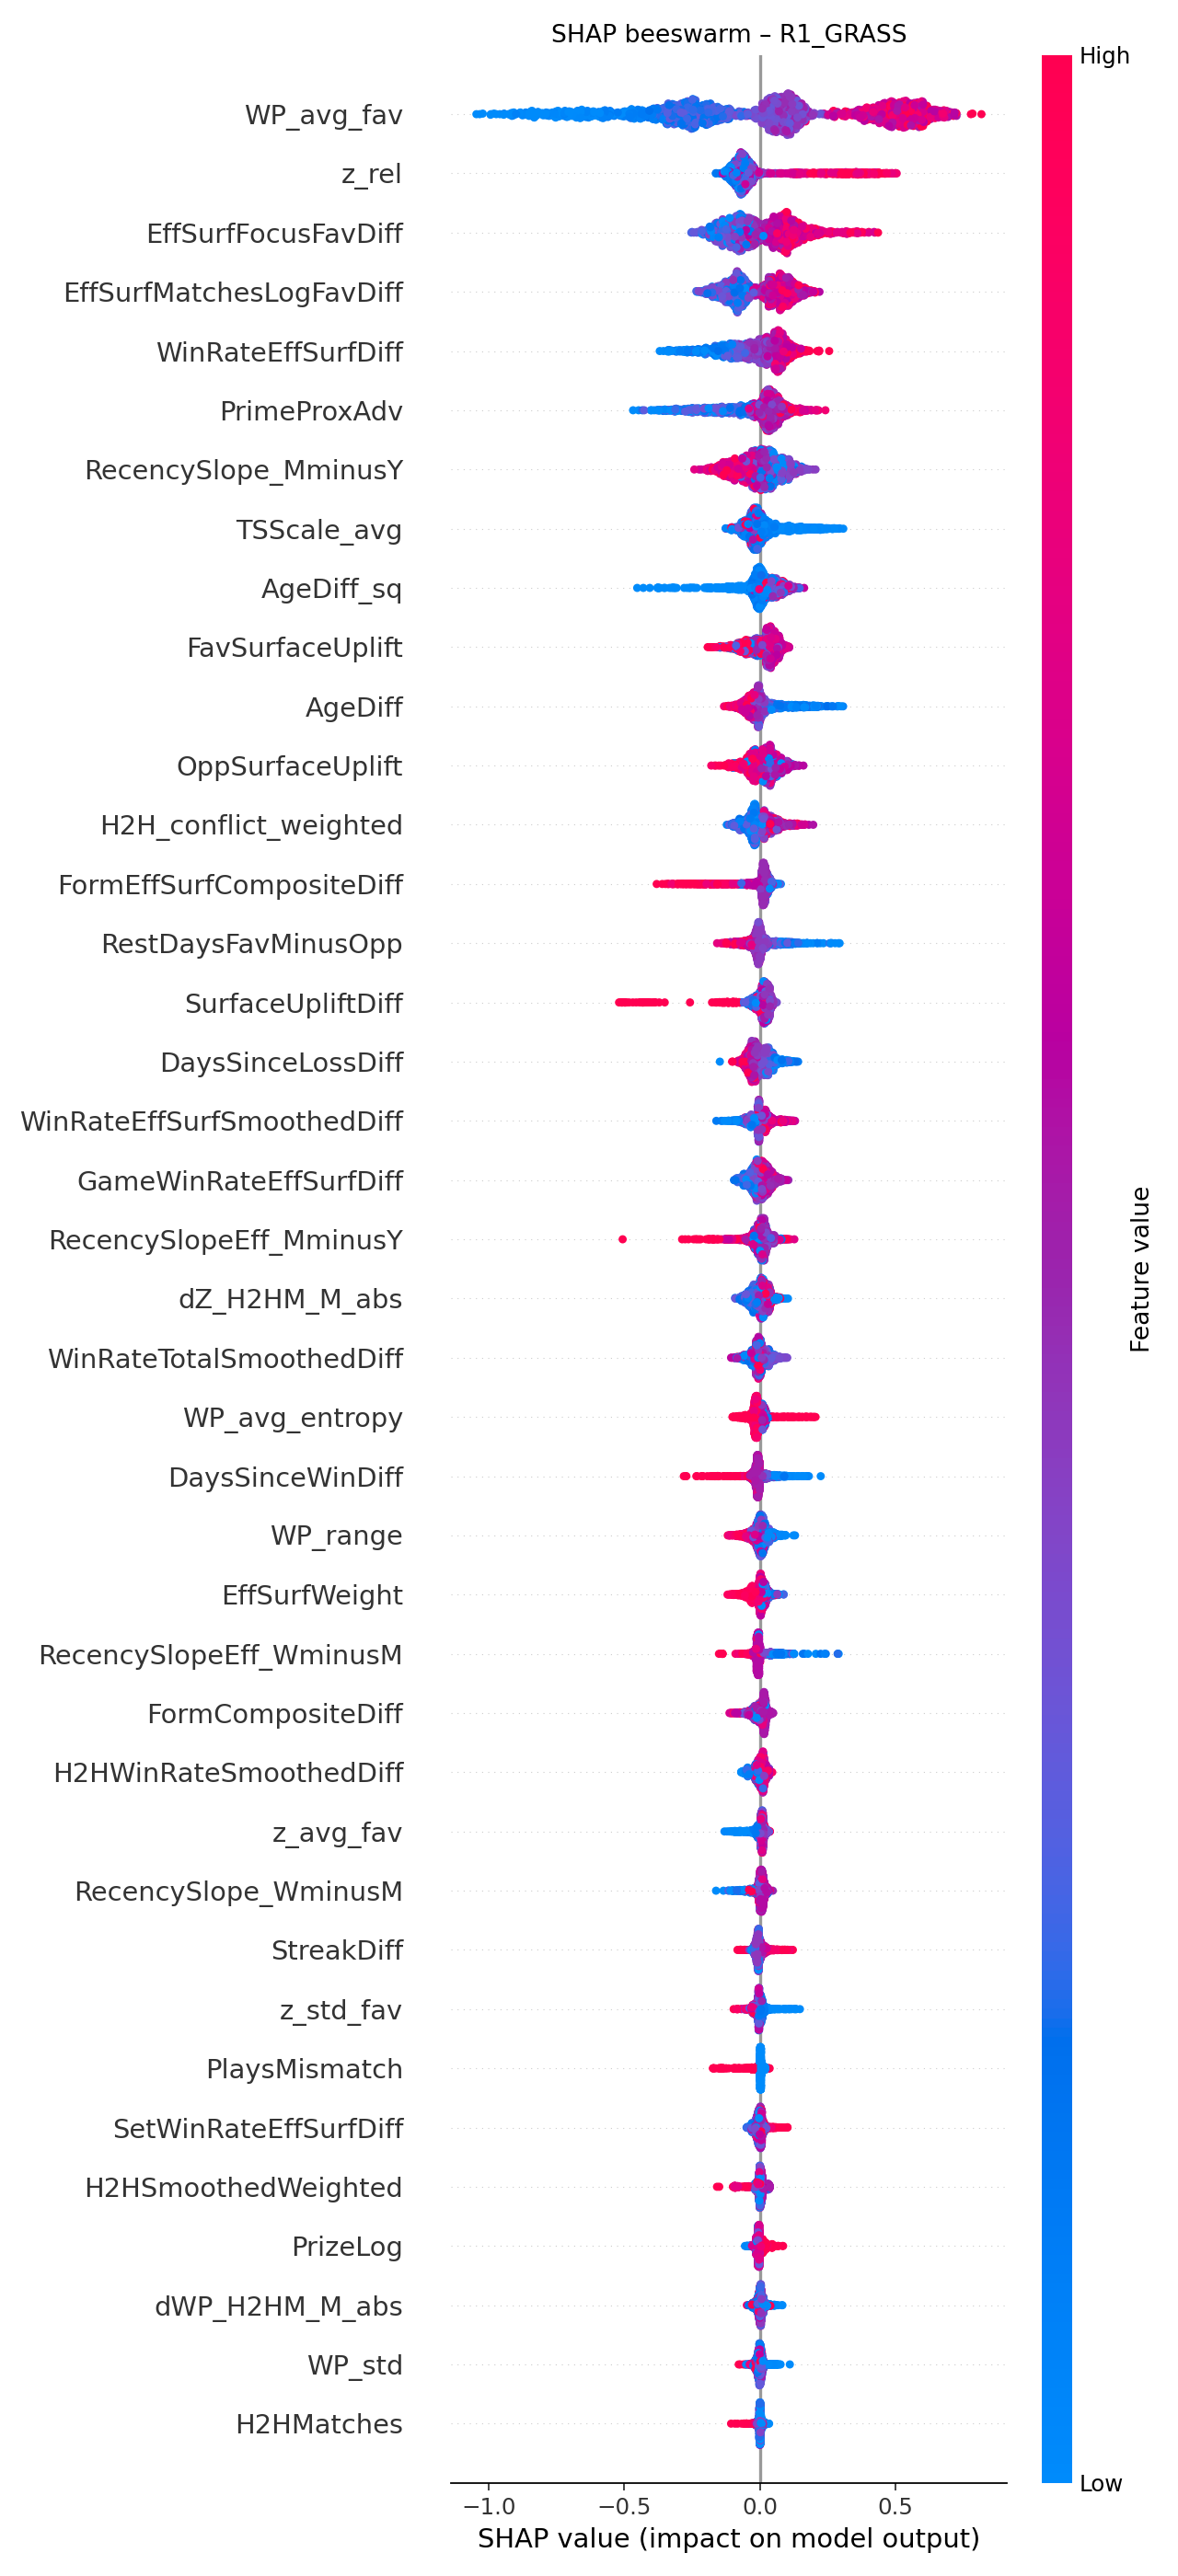 SHAP beeswarm – R1_GRASS
High
WP_avg_fav
z_rel
EffSurfFocusFavDiff
EffSurfMatchesLogFavDiff
WinRateEffSurfDiff
PrimeProxAdv
RecencySlope_MminusY
TSScale_avg
AgeDiff_sq
FavSurfaceUplift
AgeDiff
OppSurfaceUplift
H2H_conflict_weighted
FormEffSurfCompositeDiff
RestDaysFavMinusOpp
SurfaceUpliftDiff
DaysSinceLossDiff
WinRateEffSurfSmoothedDiff
GameWinRateEffSurfDiff
RecencySlopeEff_MminusY
dZ_H2HM_M_abs
WinRateTotalSmoothedDiff
WP_avg_entropy
DaysSinceWinDiff
WP_range
EffSurfWeight
RecencySlopeEff_WminusM
FormCompositeDiff
H2HWinRateSmoothedDiff
z_avg_fav
RecencySlope_WminusM
StreakDiff
z_std_fav
PlaysMismatch
SetWinRateEffSurfDiff
H2HSmoothedWeighted
PrizeLog
dWP_H2HM_M_abs
WP_std
H2HMatches
Feature value
Low
−1.0 −0.5 0.0 0.5
SHAP value (impact on model output)